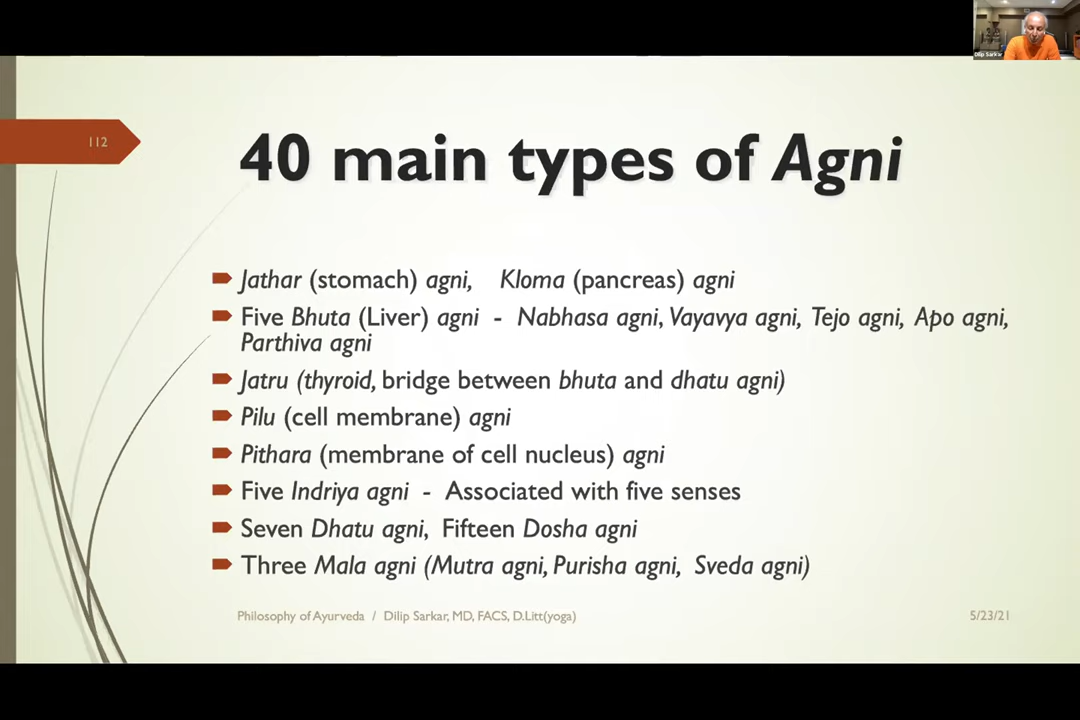 Dilip Sarkar
112
40 main types of Agni
Jathar (stomach) agni, Kloma (pancreas) agni
Five Bhuta (Liver) agni - Nabhasa agni, Vayavya agni, Tejo agni, Apo agni,
Parthiva agni
Jatru (thyroid, bridge between bhuta and dhatu agni)
Pilu (cell membrane) agni
Pithara (membrane of cell nucleus) agni
Five Indriya agni - Associated with five senses
Seven Dhatu agni, Fifteen Dosha agni
Three Mala agni (Mutra agni, Purisha agni, Sveda agni)
Philosophy of Ayurveda / Dilip Sarkar, MD, FACS, D.Litt(yoga)
5/23/21